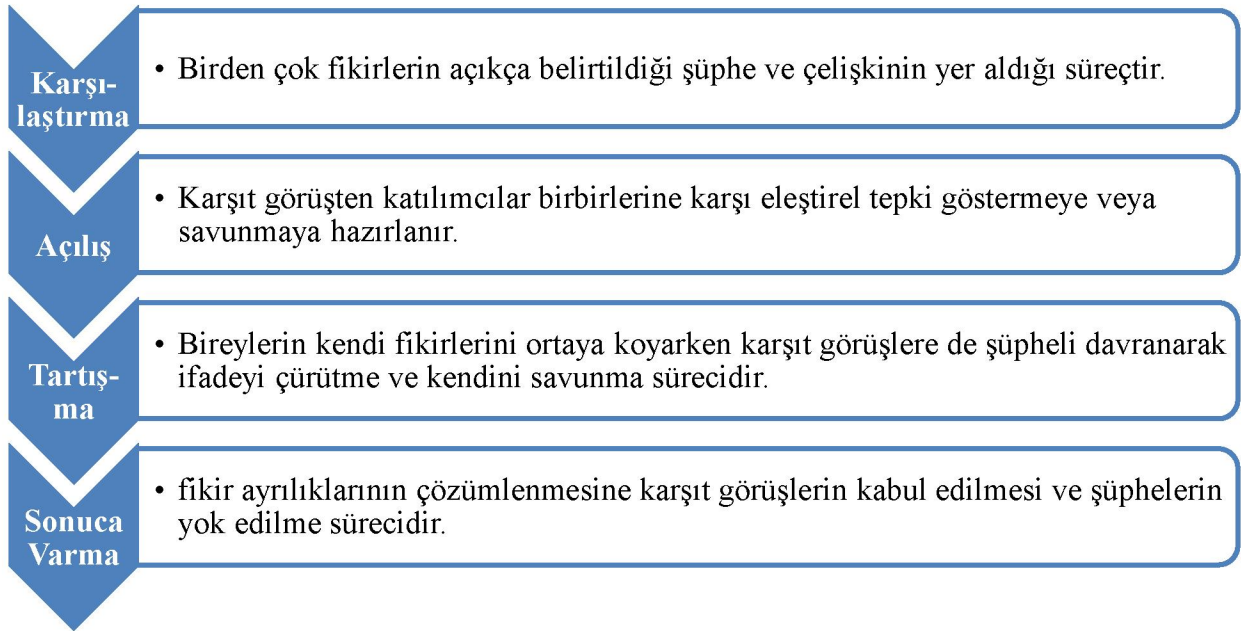 Karşı-
laştırma
• Birden çok fikirlerin açıkça belirtildiği şüphe ve çelişkinin yer aldığı süreçtir.
Açılış
• Karşıt görüşten katılımcılar birbirlerine karşı eleştirel tepki göstermeye veya
savunmaya hazırlanır.
Tartış-
ma
• Bireylerin kendi fikirlerini ortaya koyarken karşıt görüşlere de şüpheli davranarak
ifadeyi çürütme ve kendini savunma sürecidir.
Sonuca
Varma
• fikir ayrılıklarının çözümlenmesine karşıt görüşlerin kabul edilmesi ve şüphelerin
yok edilme sürecidir.